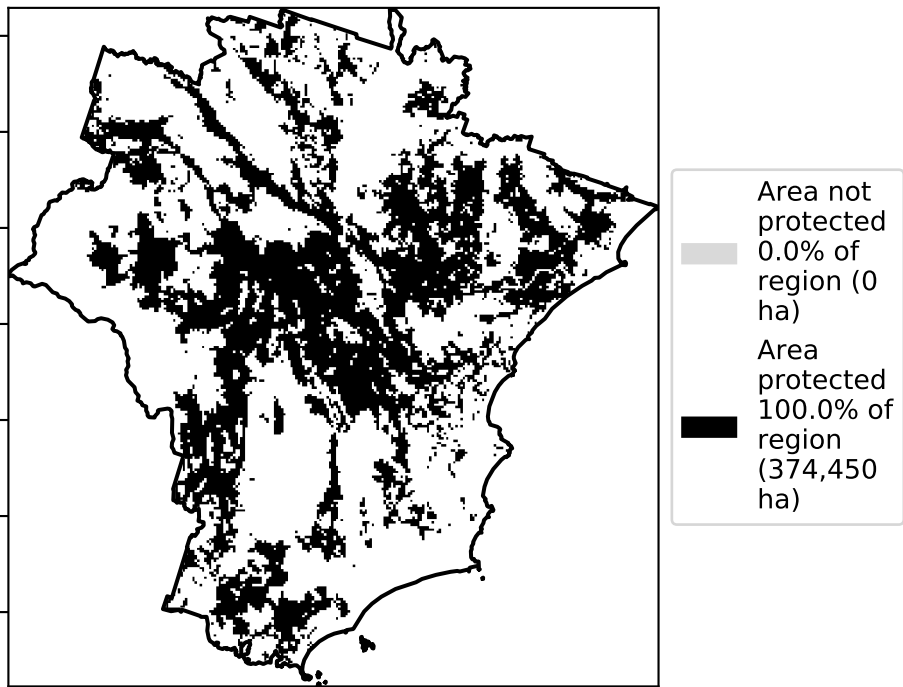 Area not
protected
0.0% of
region (0
ha)
Area
protected
100.0% of
region
(374,450
ha)